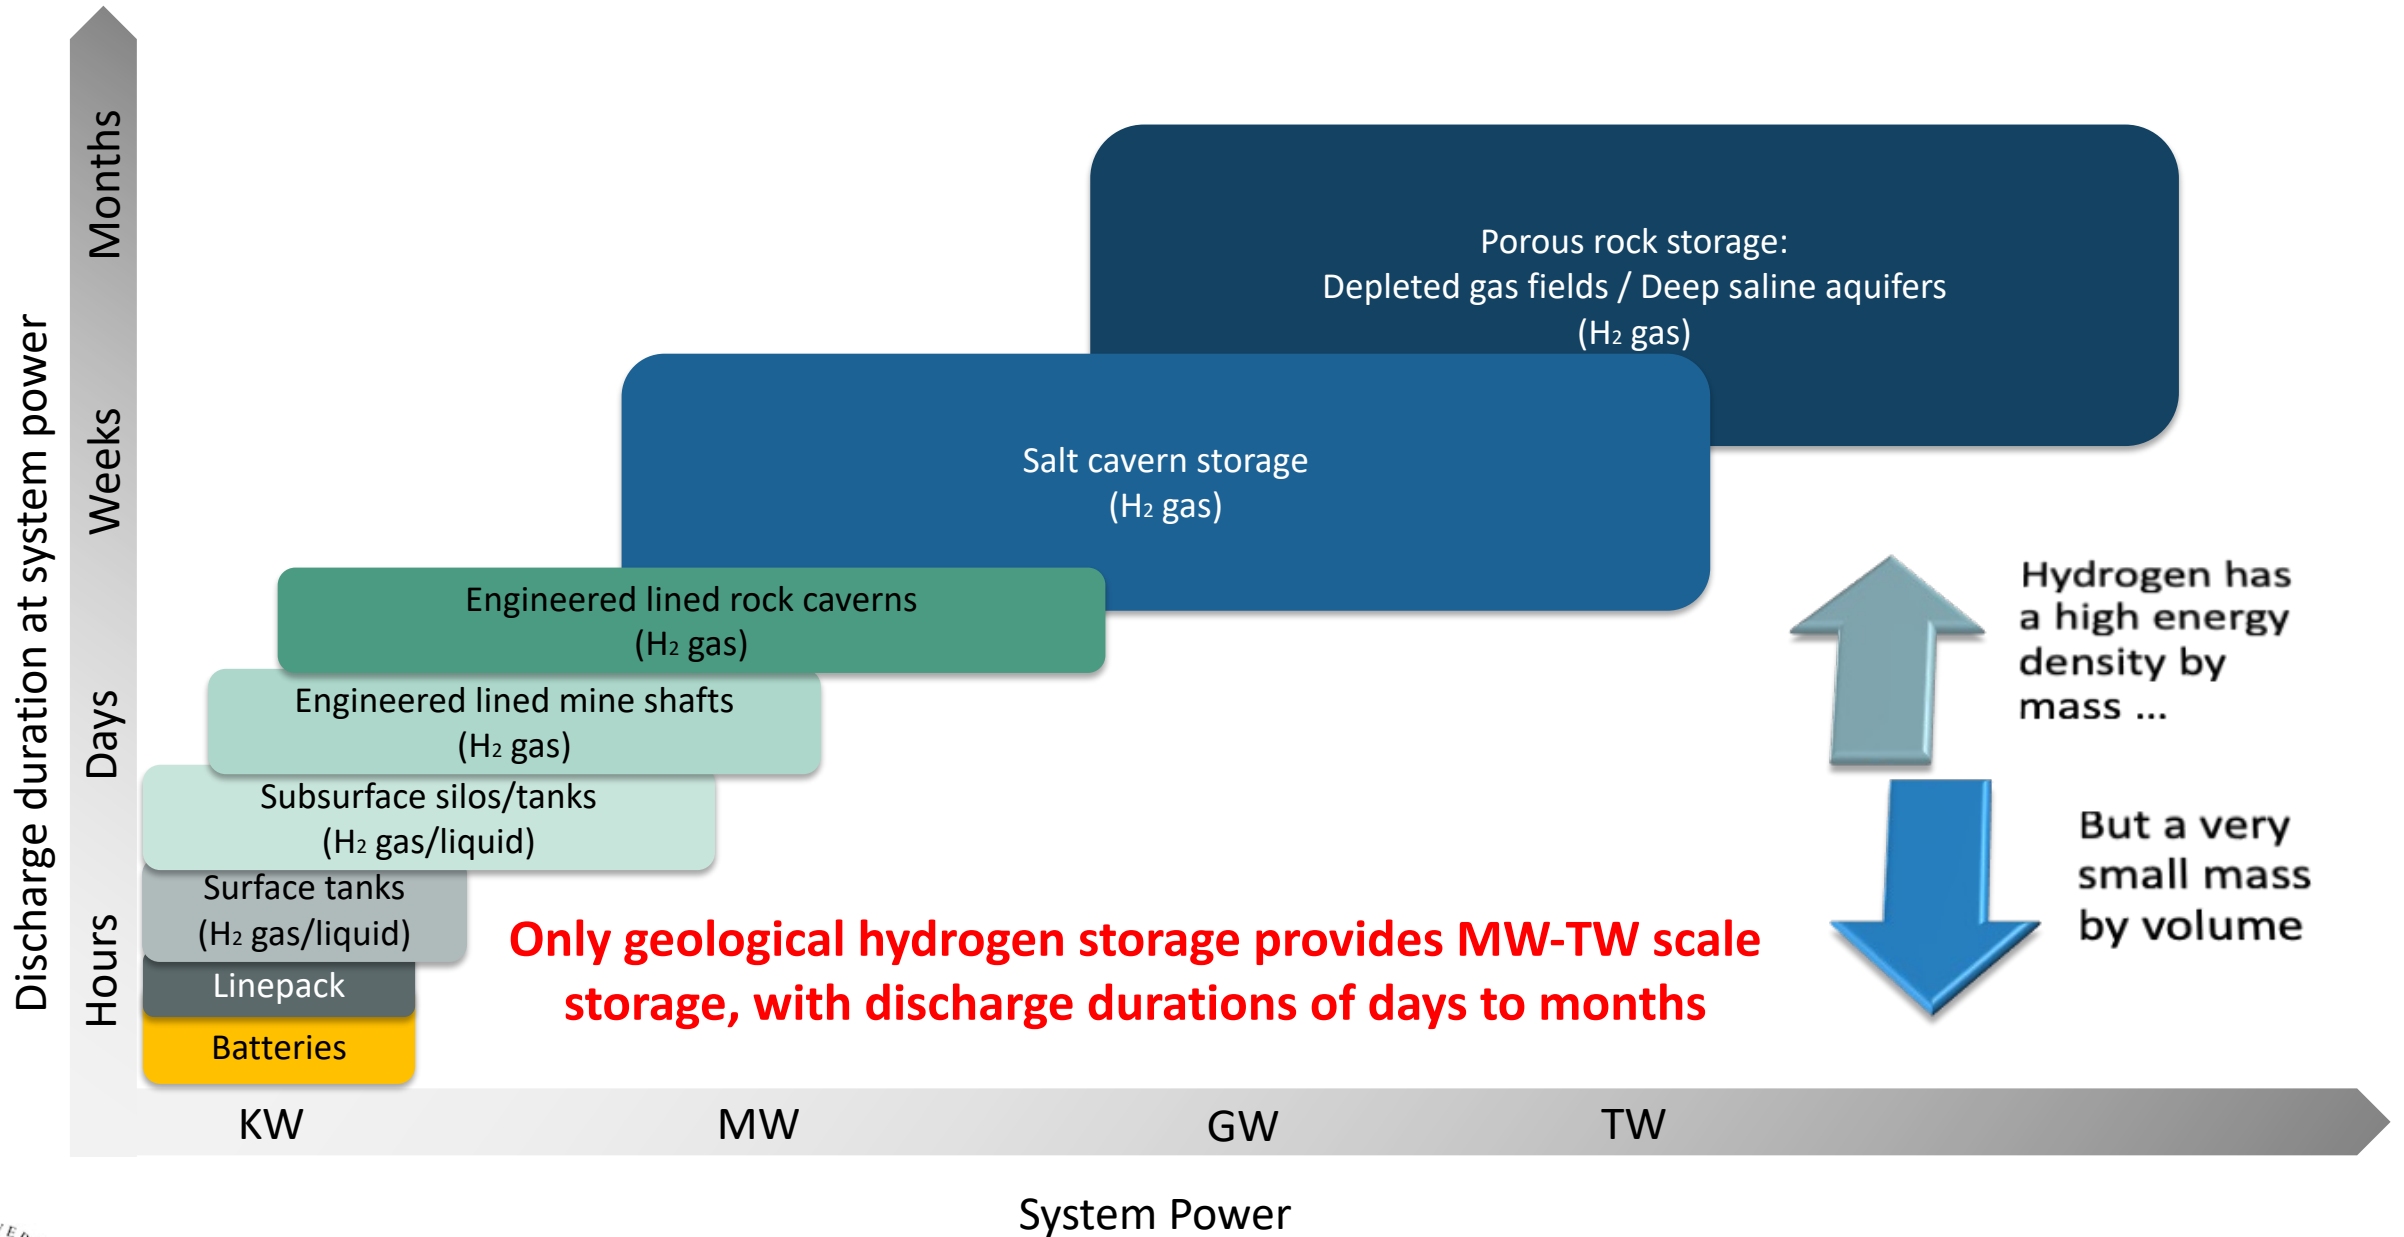 Discharge duration at system power
Months
Weeks
Days
Hours
Porous rock storage:
Depleted gas fields / Deep saline aquifers
(H₂ gas)
Salt cavern storage
(H₂ gas)
Engineered lined rock caverns
(H₂ gas)
Engineered lined mine shafts
(H₂ gas)
Subsurface silos/tanks
(H₂ gas/liquid)
Surface tanks
(H₂ gas/liquid)
Linepack
Batteries
Hydrogen has
a high energy
density by
mass ...
But a very
small mass
by volume
Only geological hydrogen storage provides MW-TW scale
storage, with discharge durations of days to months
KW
MW
GW
TW
System Power